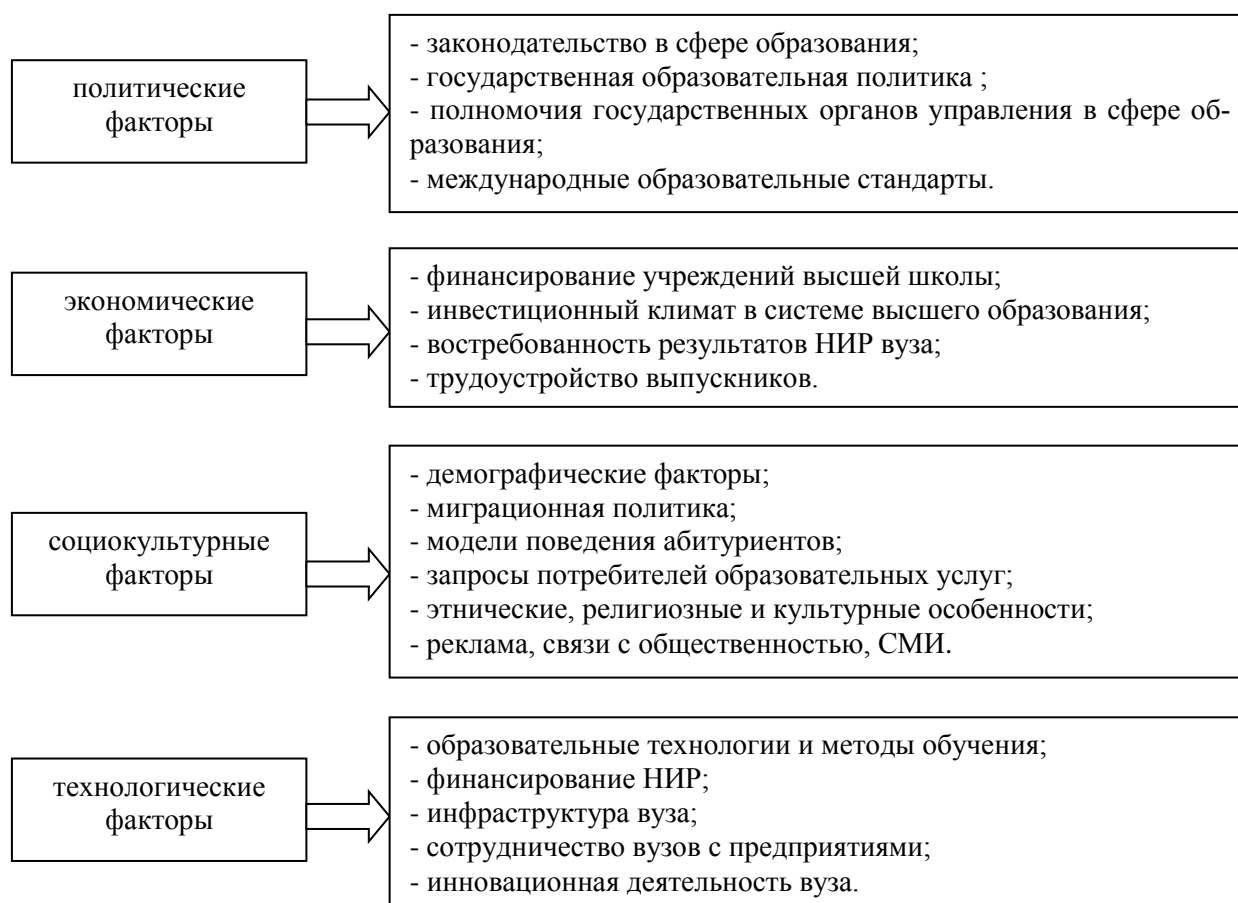 политические
факторы
- законодательство в сфере образования;
- государственная образовательная политика ;
- полномочия государственных органов управления в сфере об-
разования;
- международные образовательные стандарты.
экономические
факторы
- финансирование учреждений высшей школы;
- инвестиционный климат в системе высшего образования;
- востребованность результатов НИР вуза;
- трудоустройство выпускников.
социокультурные
факторы
- демографические факторы;
- миграционная политика;
- модели поведения абитуриентов;
- запросы потребителей образовательных услуг;
- этнические, религиозные и культурные особенности;
- реклама, связи с общественностью, СМИ.
технологические
факторы
- образовательные технологии и методы обучения;
- финансирование НИР;
- инфраструктура вуза;
- сотрудничество вузов с предприятиями;
- инновационная деятельность вуза.